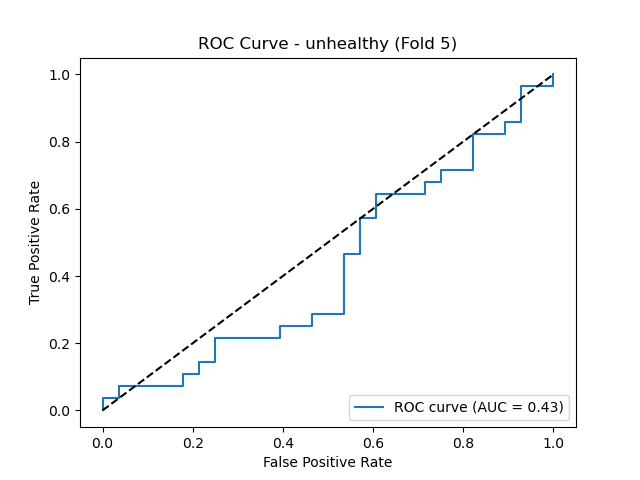 ROC Curve - unhealthy (Fold 5)
True Positive Rate
1.0
0.8
0.6
0.4
0.2
0.0
0.0 0.2 0.4 0.6 0.8 1.0
False Positive Rate
ROC curve (AUC = 0.43)